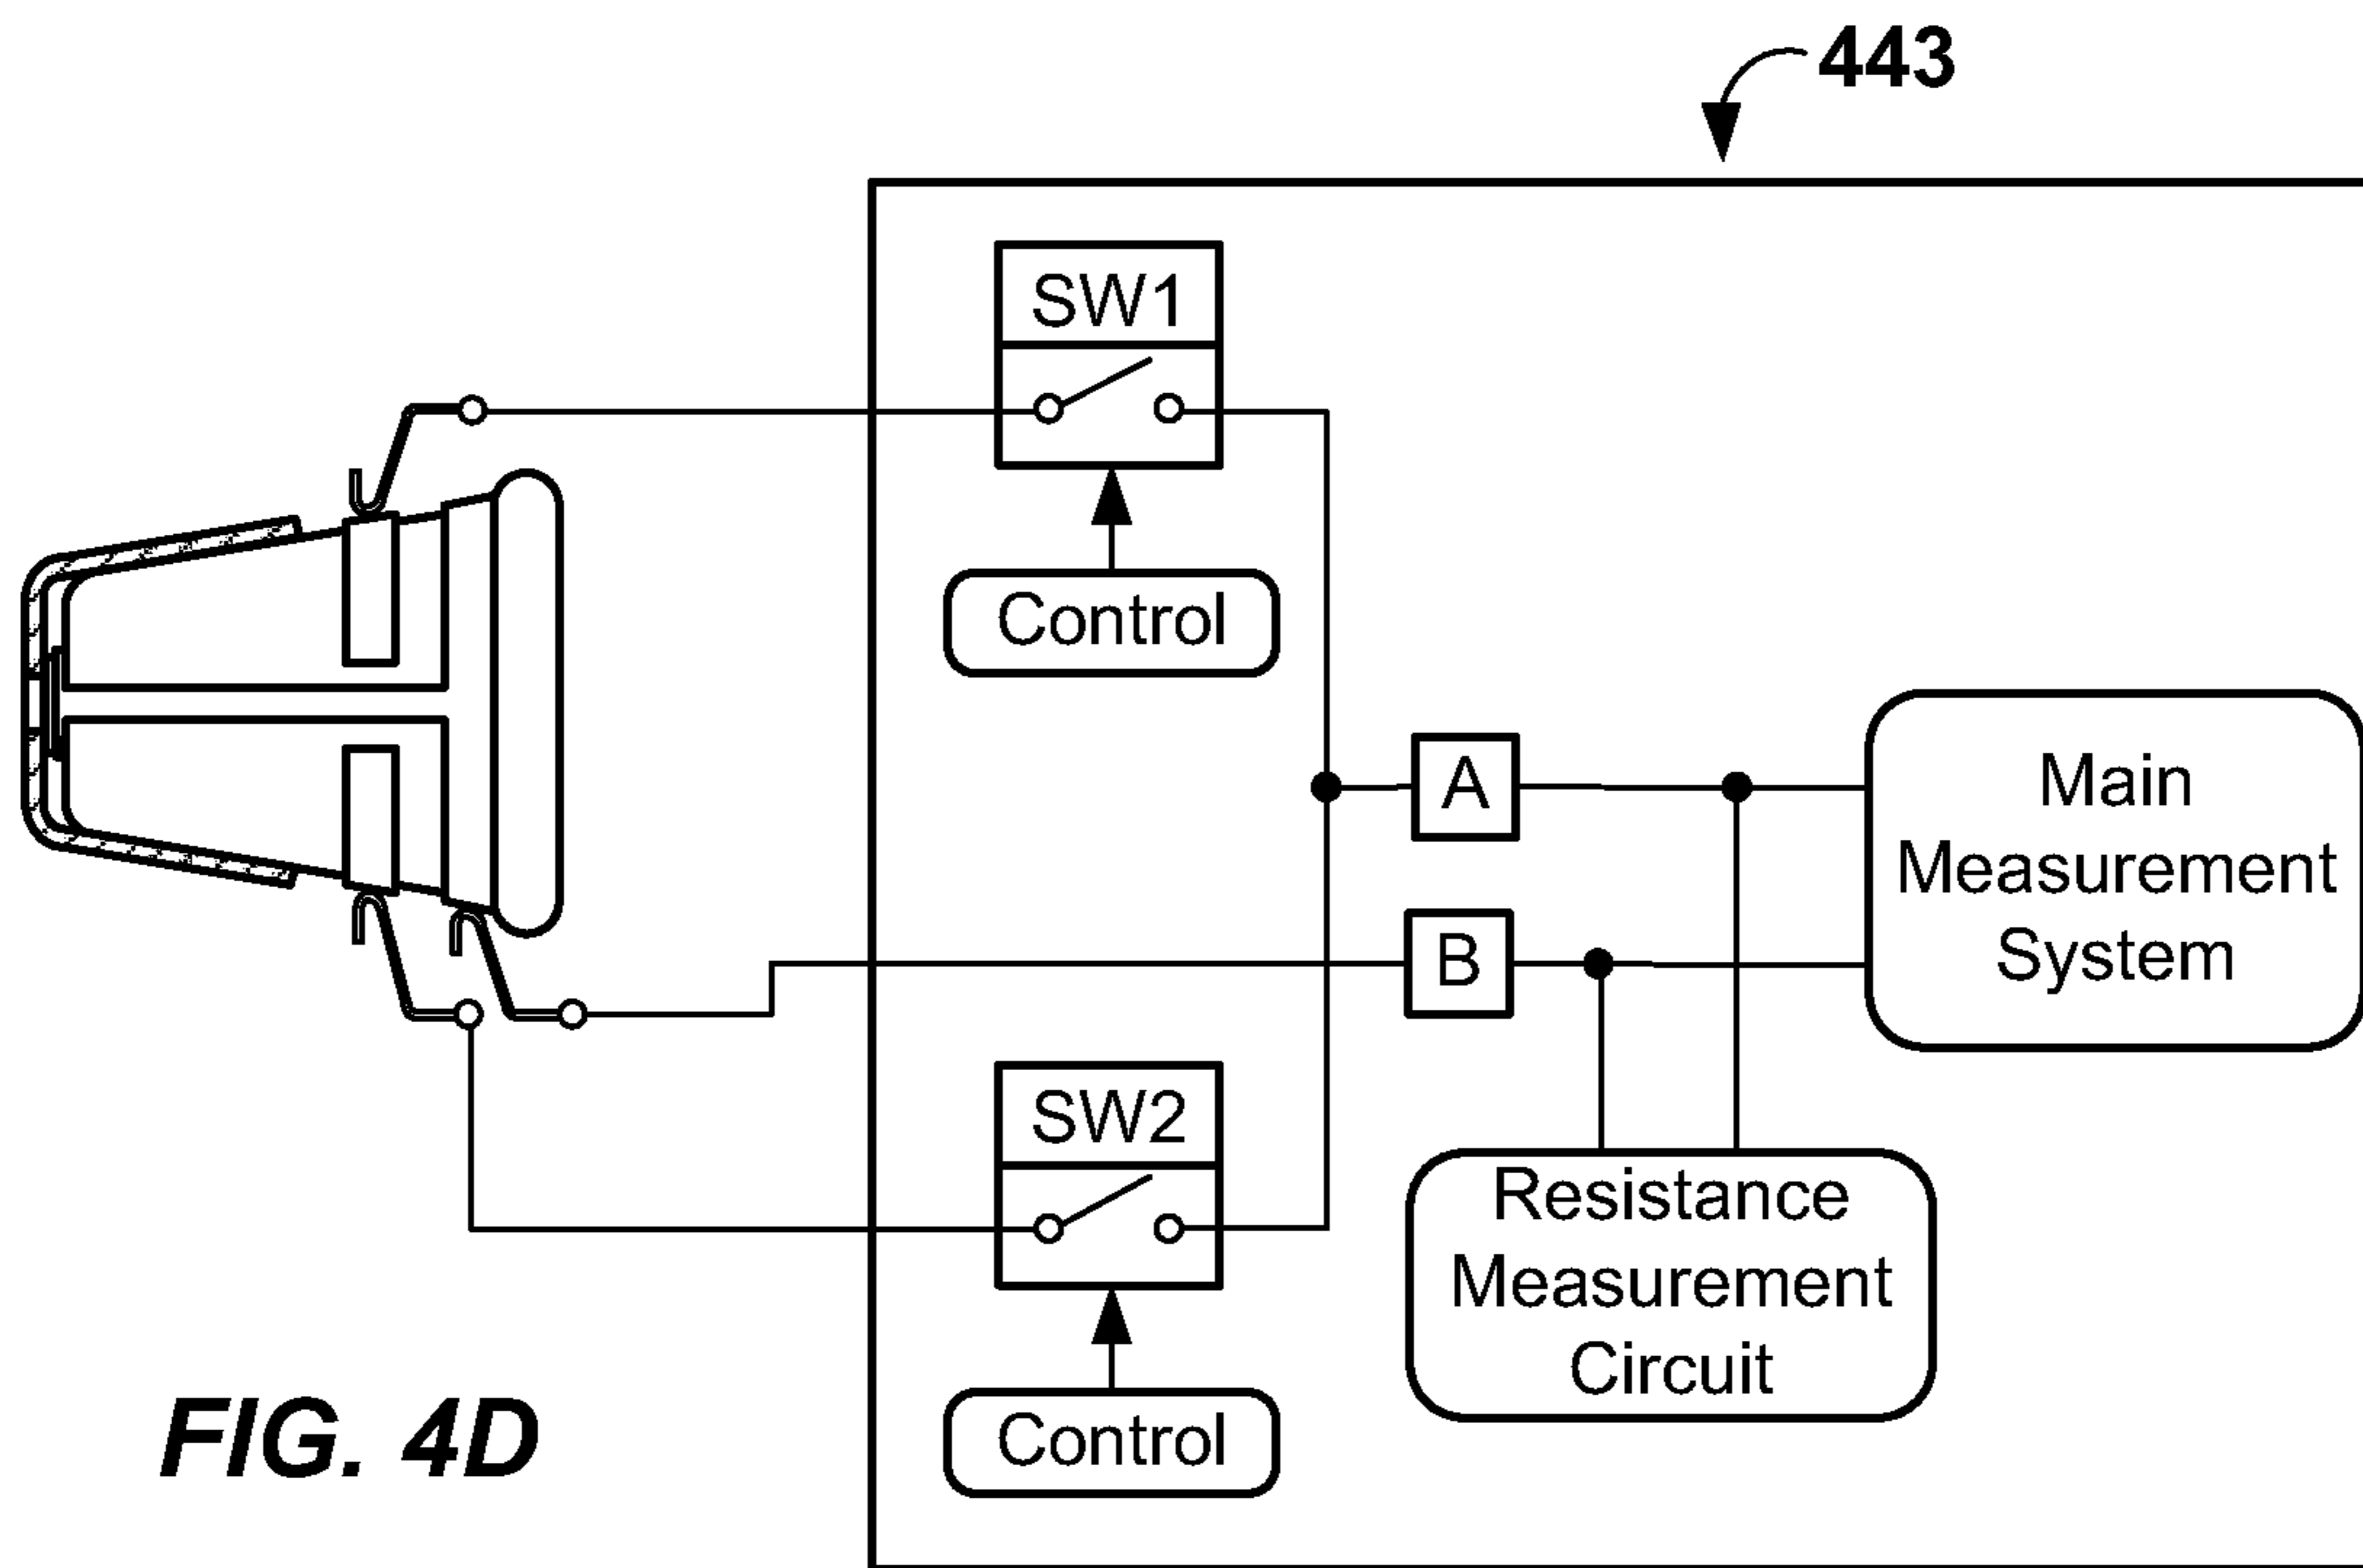 443
SW1
Control
A
B
Main
Measurement
System
SW2
Control
Resistance
Measurement
Circuit
FIG. 4D